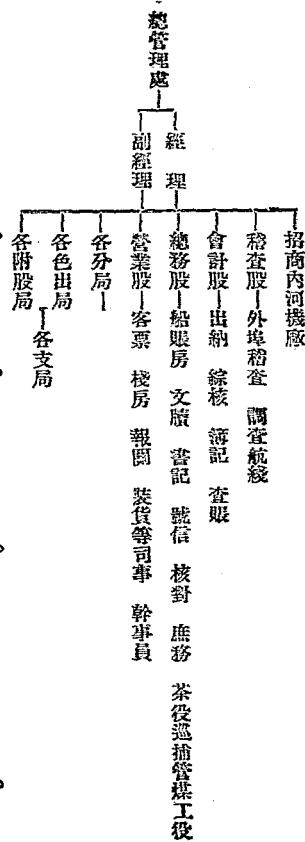 總管理處
經理
副經理
招商內河機廠
稽查股 外埠稽查 調查航綫
會計股 出納 綜核 簿記 查賬
總務股 船賬房 文牘 書記 號信 核對 庶務 茶役巡捕管煤工役
營業股 客票 棧房 報關 裝貨等司事 幹事員
各分局
各色出局
各支局
各附股局